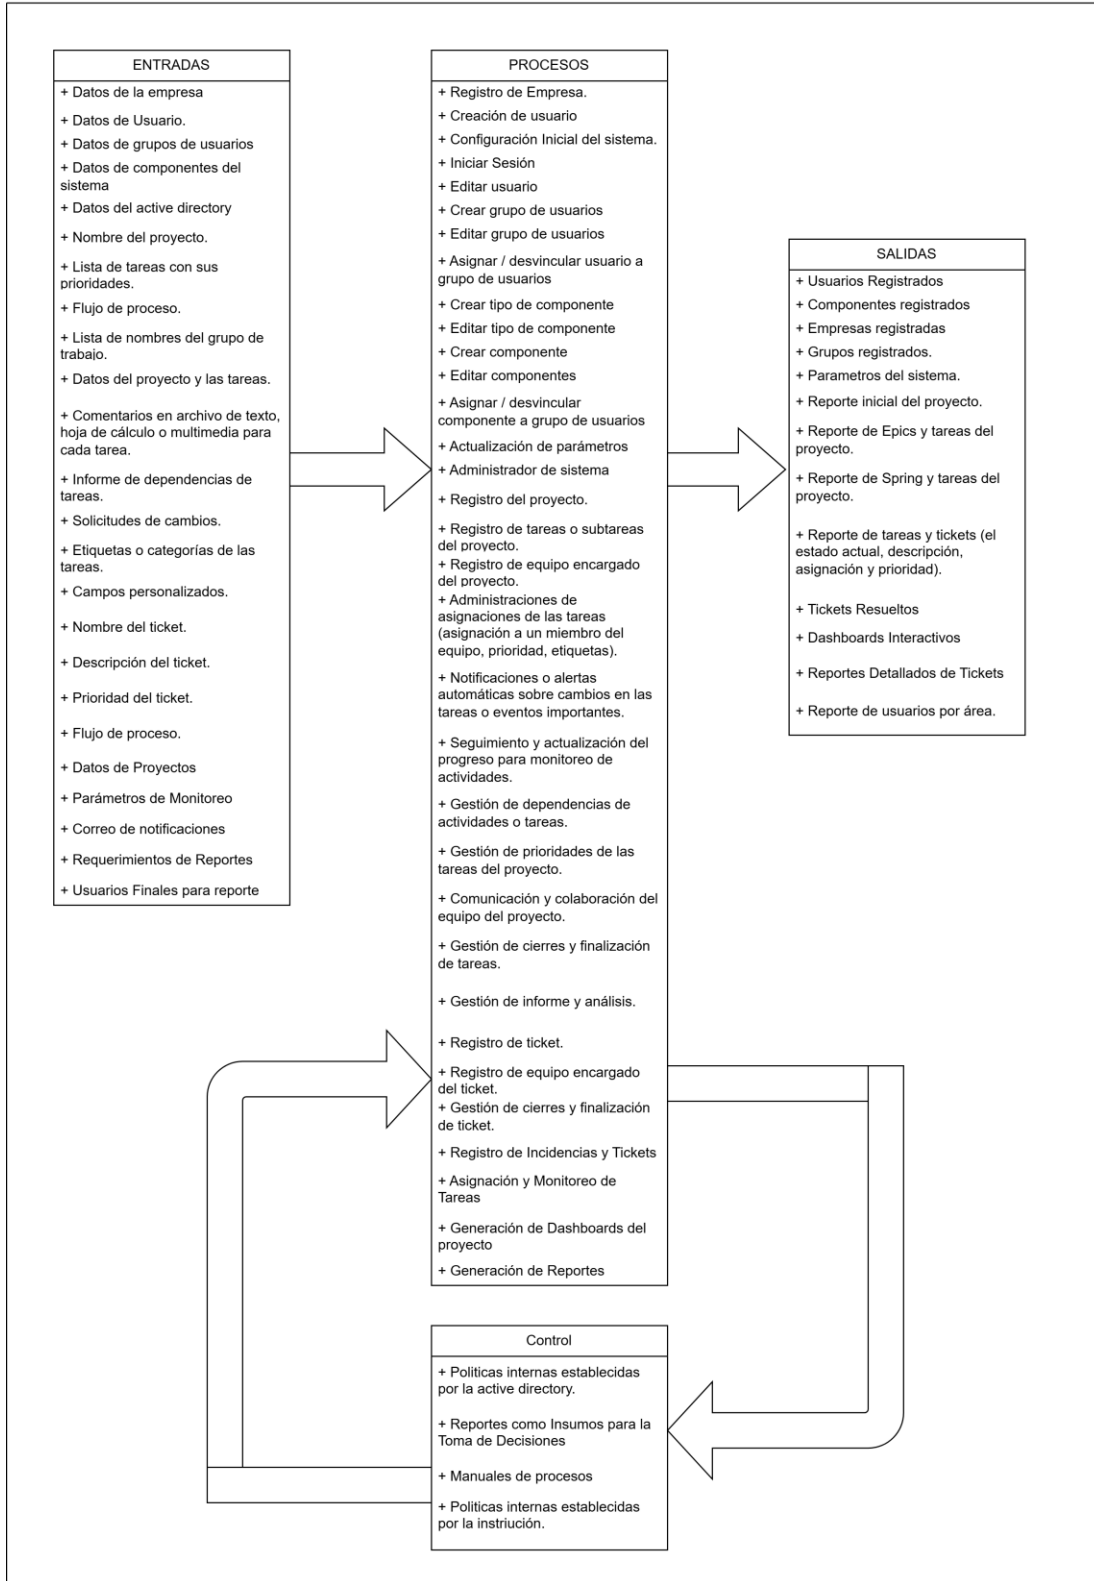 ENTRADAS
+ Datos de la empresa
+ Datos de Usuario.
+ Datos de grupos de usuarios
+ Datos de componentes del
sistema
+ Datos del active directory
+ Nombre del proyecto.
+ Lista de tareas con sus
prioridades.
+ Flujo de proceso.
+ Lista de nombres del grupo de
trabajo.
+ Datos del proyecto y las tareas.
+ Comentarios en archivo de texto,
hoja de cálculo o multimedia para
cada tarea.
+ Informe de dependencias de
tareas.
+ Solicitudes de cambios.
+ Etiquetas o categorías de las
tareas.
+ Campos personalizados.
+ Nombre del ticket.
+ Descripción del ticket.
+ Prioridad del ticket.
+ Flujo de proceso.
+ Datos de Proyectos
+ Parámetros de Monitoreo
+ Correo de notificaciones
+ Requerimientos de Reportes
+ Usuarios Finales para reporte
PROCESOS
+ Registro de Empresa.
+ Creación de usuario
+ Configuración Inicial del sistema.
+ Iniciar Sesión
+ Editar usuario
+ Crear grupo de usuarios
+ Editar grupo de usuarios
+ Asignar / desvincular usuario a
grupo de usuarios
+ Crear tipo de componente
+ Editar tipo de componente
+ Crear componente
+ Editar componentes
+ Asignar / desvincular
componente a grupo de usuarios
+ Actualización de parámetros
+ Administrador de sistema
+ Registro del proyecto.
+ Registro de tareas o subtareas
del proyecto.
+ Registro de equipo encargado
del proyecto.
+ Administraciones de
asignaciones de las tareas
(asignación a un miembro del
equipo, prioridad, etiquetas).
+ Notificaciones o alertas
automáticas sobre cambios en las
tareas o eventos importantes.
+ Seguimiento y actualización del
progreso para monitoreo de
actividades.
+ Gestión de dependencias de
actividades o tareas.
+ Gestión de prioridades de las
tareas del proyecto.
+ Comunicación y colaboración del
equipo del proyecto.
+ Gestión de cierres y finalización
de tareas.
+ Gestión de informe y análisis.
+ Registro de ticket.
+ Registro de equipo encargado
del ticket.
+ Gestión de cierres y finalización
de ticket.
+ Registro de Incidencias y Tickets
+ Asignación y Monitoreo de
Tareas
+ Generación de Dashboards del
proyecto
+ Generación de Reportes
SALIDAS
+ Usuarios Registrados
+ Componentes registrados
+ Empresas registradas
+ Grupos registrados.
+ Parametros del sistema.
+ Reporte inicial del proyecto.
+ Reporte de Epics y tareas del
proyecto.
+ Reporte de Spring y tareas del
proyecto.
+ Reporte de tareas y tickets (el
estado actual, descripción,
asignación y prioridad).
+ Tickets Resueltos
+ Dashboards Interactivos
+ Reportes Detallados de Tickets
+ Reporte de usuarios por área.
Control
+ Politicas internas establecidas
por la active directory.
+ Reportes como Insumos para la
Toma de Decisiones
+ Manuales de procesos
+ Politicas internas establecidas
por la instriución.